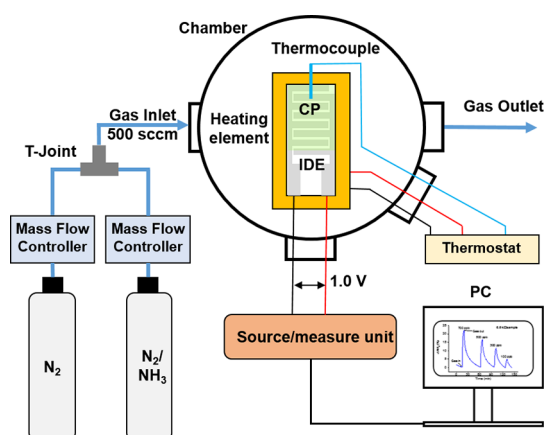 Chamber
Thermocouple
CP
Gas Inlet
500 sccm
Heating
element
Gas Outlet
T-Joint
IDE
Mass Flow
Controller
Mass Flow
Controller
Thermostat
1.0 V
PC
Source/measure unit
N2
N2/
NH3